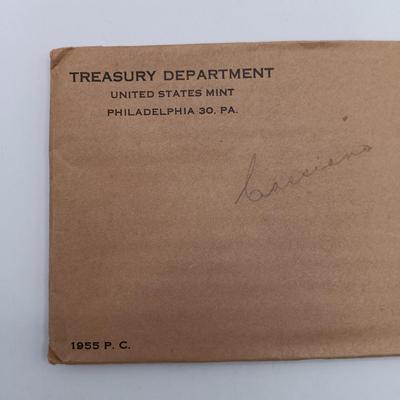 TREASURY DEPARTMENT
UNITED STATES MINT
PHILADELPHIA 30, PA.
1955 P. C.